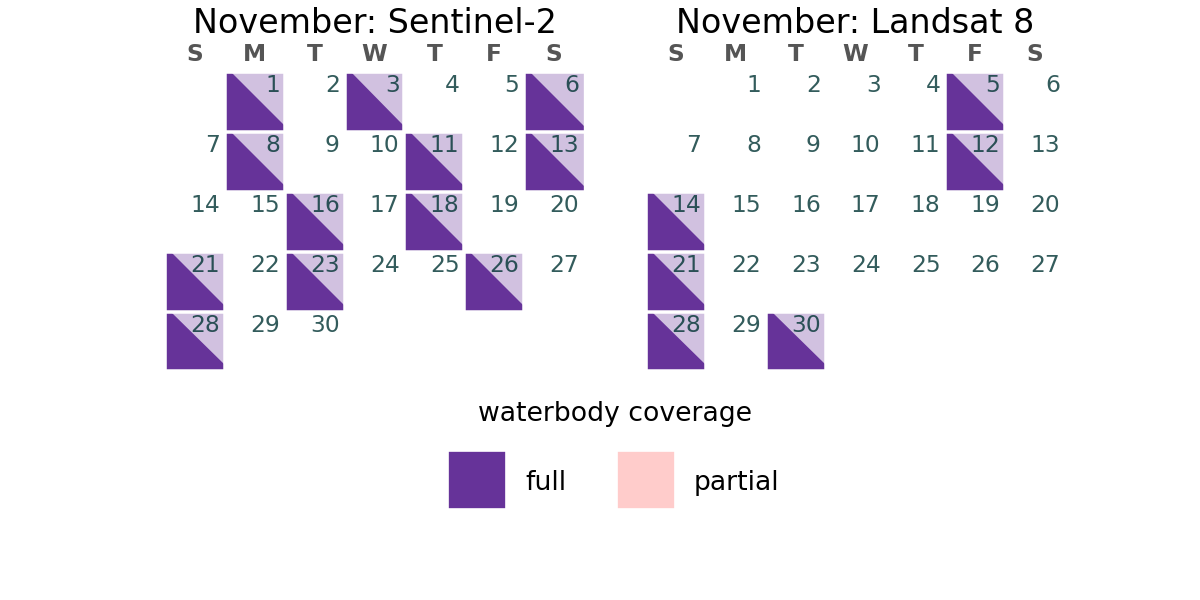 November: Sentinel-2
S M T W T F S
1 2 3 4 5 6
7 8 9 10 11 12 13
14 15 16 17 18 19 20
21 22 23 24 25 26 27
28 29 30
November: Landsat 8
S M T W T F S
1 2 3 4 5 6
7 8 9 10 11 12 13
14 15 16 17 18 19 20
21 22 23 24 25 26 27
28 29 30
waterbody coverage
full partial